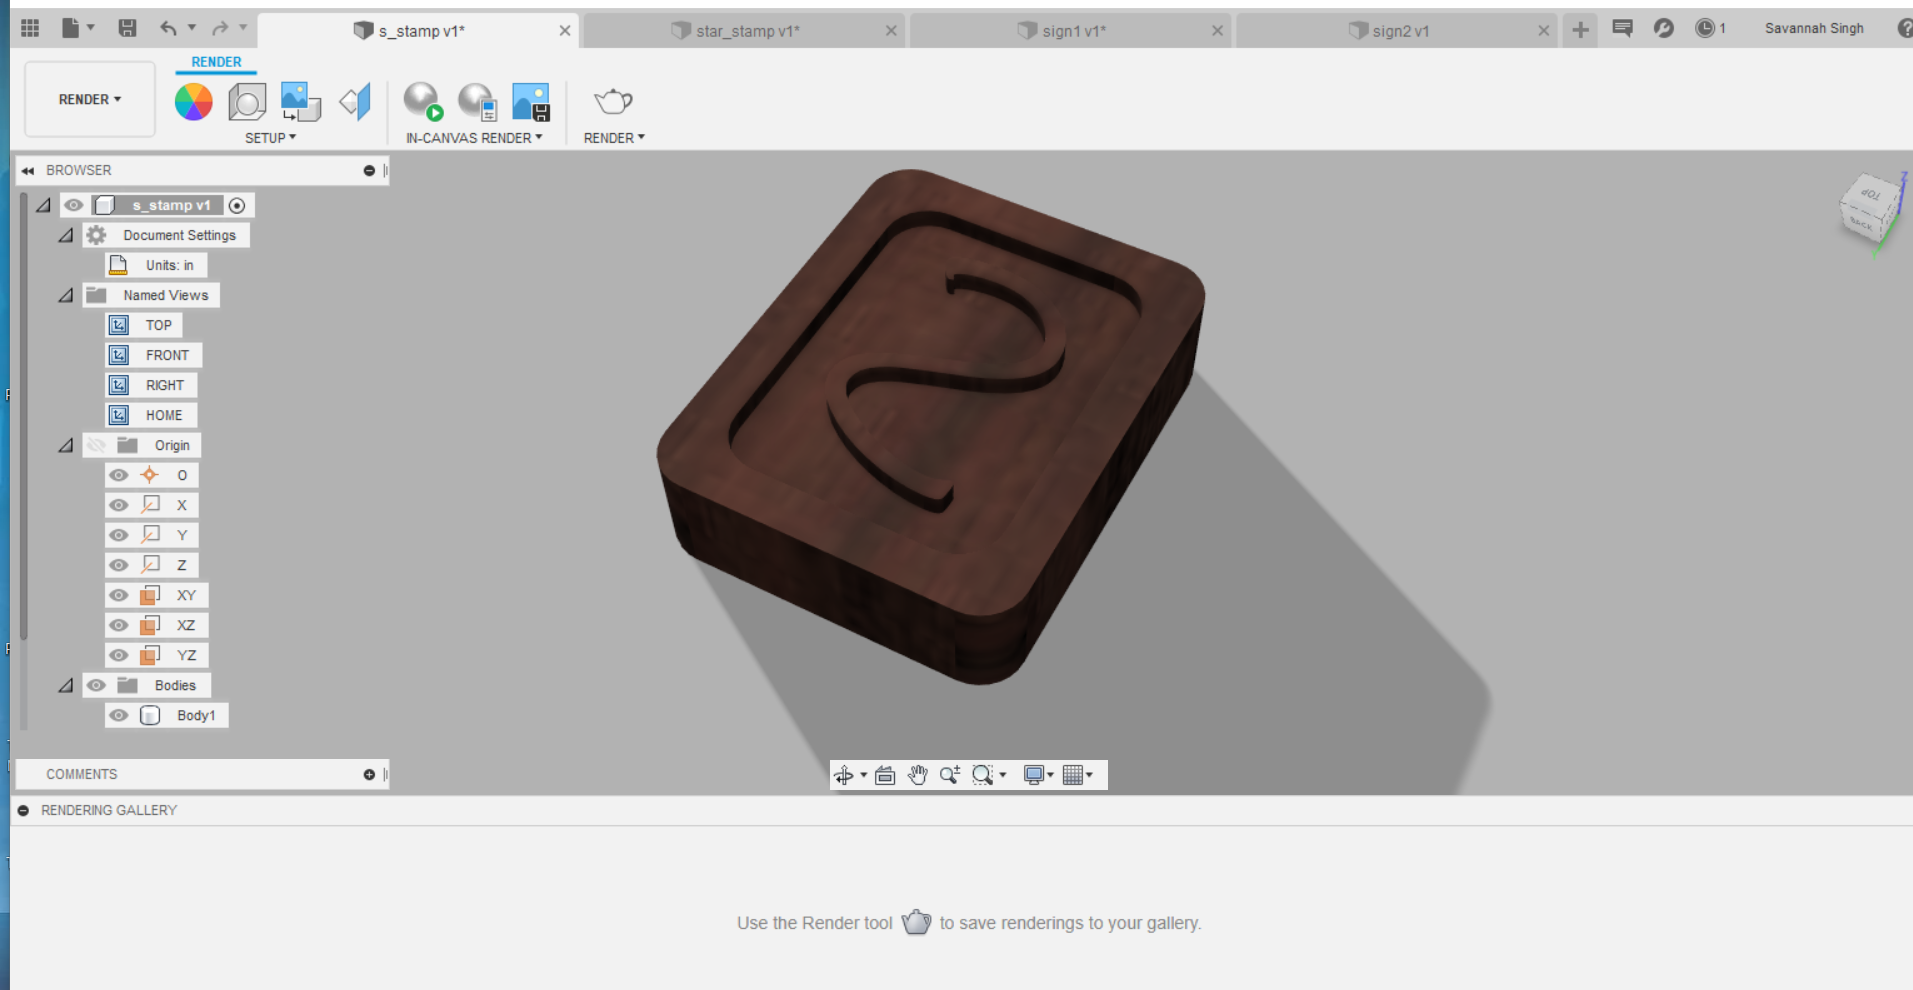 s_stamp v1*
star_stamp v1*
sign1 v1*
sign2 v1
1
Savannah Singh
RENDER
RENDER
SETUP
IN-CANVAS RENDER
RENDER
BROWSER
s_stamp v1
Document Settings
Units: in
Named Views
TOP
FRONT
RIGHT
HOME
Origin
O
X
Y
Z
XY
XZ
YZ
Bodies
Body1
Z
TOP
BACK
COMMENTS
RENDERING GALLERY
Use the Render tool to save renderings to your gallery.